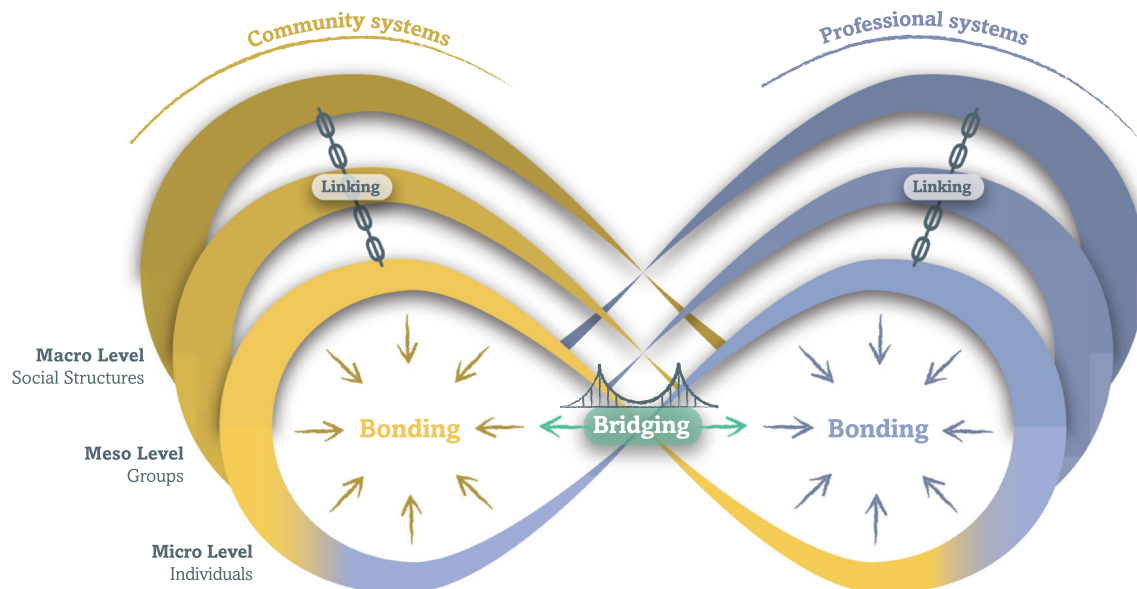 Community systems
Professional systems
Linking
Linking
Macro Level
Social Structures
Bonding
Bridging
Bonding
Meso Level
Groups
Micro Level
Individuals